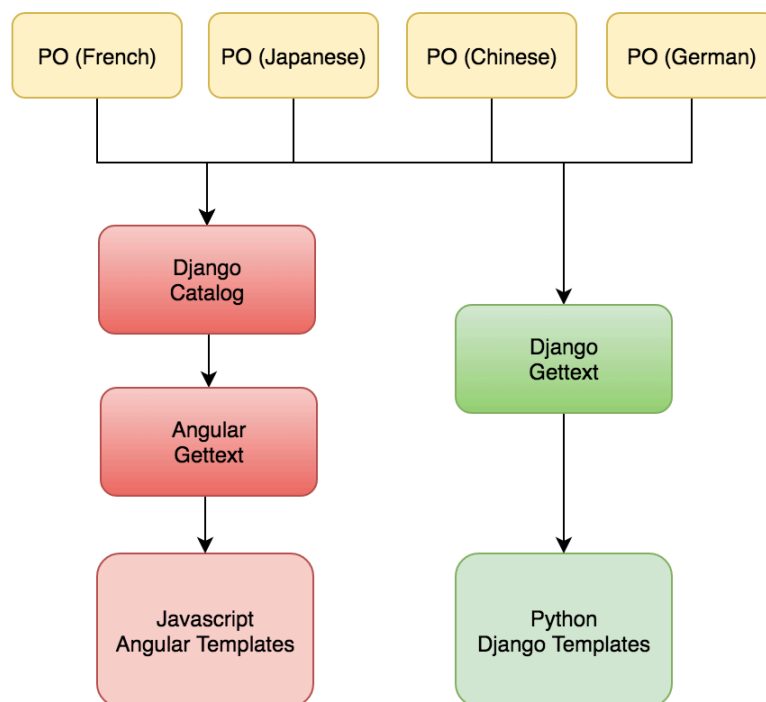 PO (French)
PO (Japanese)
PO (Chinese)
PO (German)
Django
Catalog
Django
Gettext
Angular
Gettext
Javascript
Angular Templates
Python
Django Templates